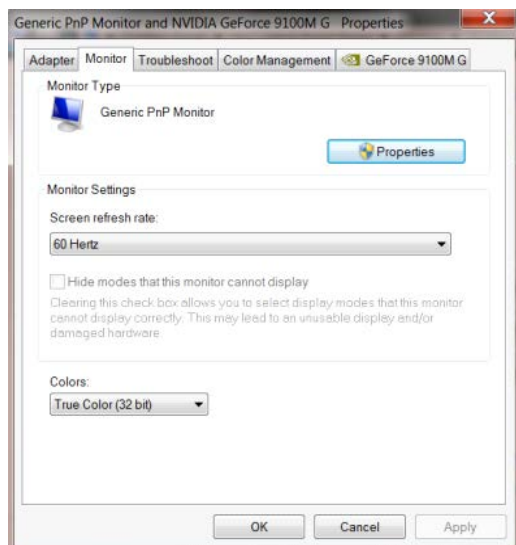 Generic PnP Monitor and NVIDIA GeForce 9100M G Properties
X
Adapter Monitor Troubleshoot Color Management GeForce 9100M G
Monitor Type
Generic PnP Monitor
Properties
Monitor Settings
Screen refresh rate:
60 Hertz
Hide modes that this monitor cannot display
Clearing this check box allows you to select display modes that this monitor
cannot display correctly. This may lead to an unusable display and/or
damaged hardware.
Colors:
True Color (32 bit)
OK Cancel Apply